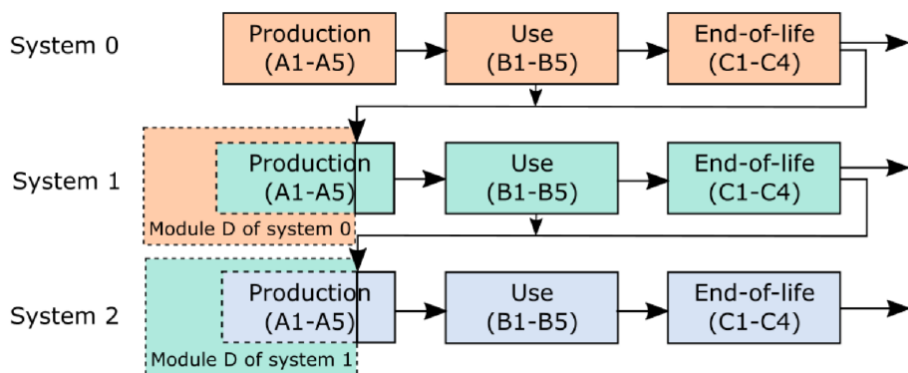 System 0
Production
(A1-A5)
Use
(B1-B5)
End-of-life
(C1-C4)
System 1
Production
(A1-A5)
Use
(B1-B5)
End-of-life
(C1-C4)
Module D of system 0
System 2
Production
(A1-A5)
Use
(B1-B5)
End-of-life
(C1-C4)
Module D of system 1